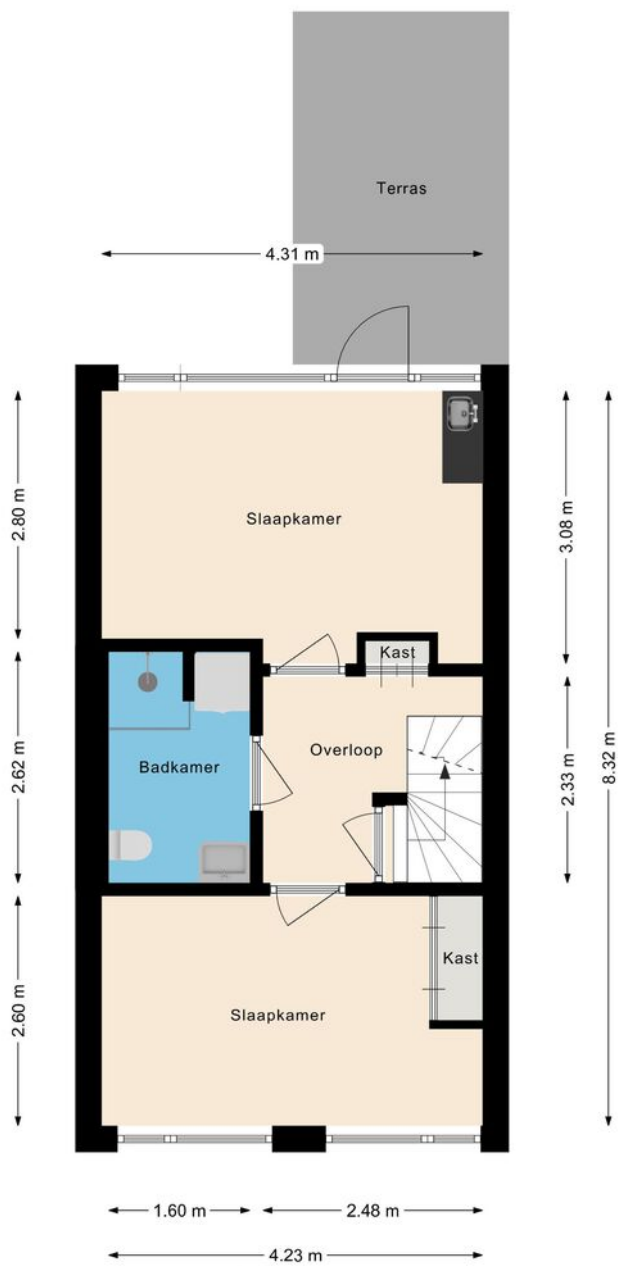 Terras
4.31 m
Slaapkamer
2.80 m
3.08 m
Kast
Badkamer
Overloop
2.62 m
2.33 m
8.32 m
Kast
Slaapkamer
2.60 m
1.60 m
2.48 m
4.23 m